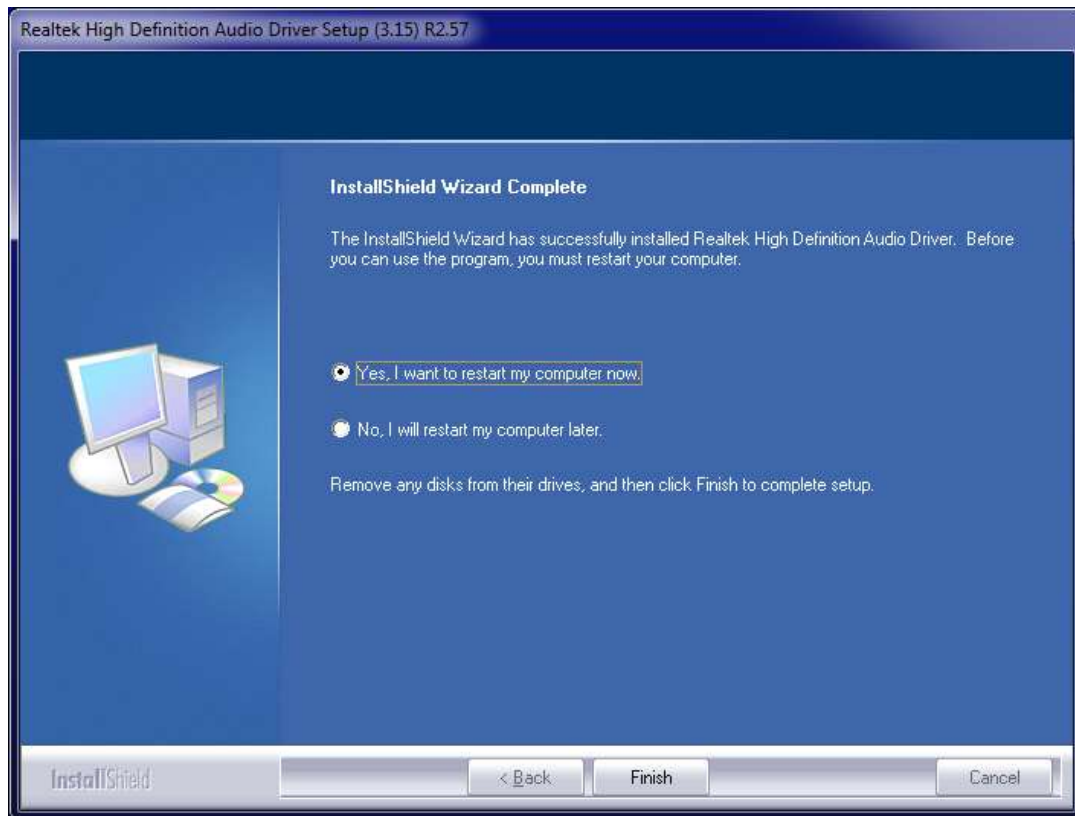 Realtek High Definition Audio Driver Setup (3.15) R2.57
InstallShield Wizard Complete
The InstallShield Wizard has successfully installed Realtek High Definition Audio Driver. Before
you can use the program, you must restart your computer.
Yes, I want to restart my computer now.
No, I will restart my computer later.
Remove any disks from their drives, and then click Finish to complete setup.
InstallShield
< Back
Finish
Cancel